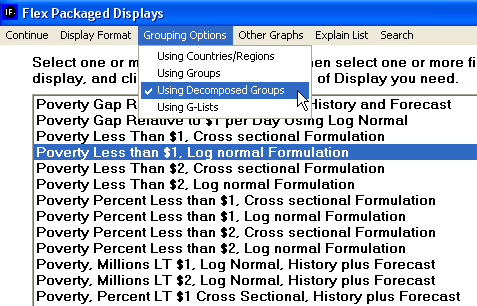 IFs Flex Packaged Displays
Continue Display Format Grouping Options Other Graphs Explain List Search
Select one or m hen select one or more fi
display, and cli of Display you need.
Using Countries/Regions
Using Groups
Using Decomposed Groups
Using G-Lists
Poverty Gap Re History and Forecast
Poverty Gap Relative to $1 per Day Using Log Normal
Poverty Less Than $1, Cross sectional Formulation
Poverty Less than $1, Log normal Formulation
Poverty Less Than $2, Cross sectional Formulation
Poverty Less Than $2, Log normal Formulation
Poverty Percent Less than $1, Cross sectional Formulation
Poverty Percent Less than $1, Log normal Formulation
Poverty Percent Less than $2, Cross sectional Formulation
Poverty Percent Less than $2, Log normal Formulation
Poverty, Millions LT $1, Log Normal, History plus Forecast
Poverty, Millions LT $2, Log Normal, History plus Forecast
Poverty, Percent LT $1 Cross Sectional, History plus Forecast